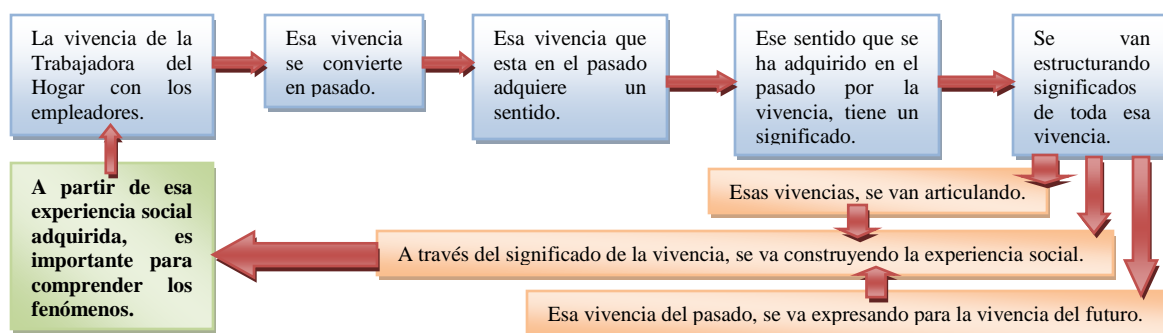 La vivencia de la
Trabajadora del
Hogar con los
empleadores.
Esa vivencia
se convierte
en pasado.
Esa vivencia que
esta en el pasado
adquiere un
sentido.
Ese sentido que se
ha adquirido en el
pasado por la
vivencia, tiene un
significado.
Se van
estructurando
significados
de toda esa
vivencia.
Esas vivencias, se van articulando.
A través del significado de la vivencia, se va construyendo la experiencia social.
Esa vivencia del pasado, se va expresando para la vivencia del futuro.
A partir de esa
experiencia social
adquirida, es
importante para
comprender los
fenómenos.